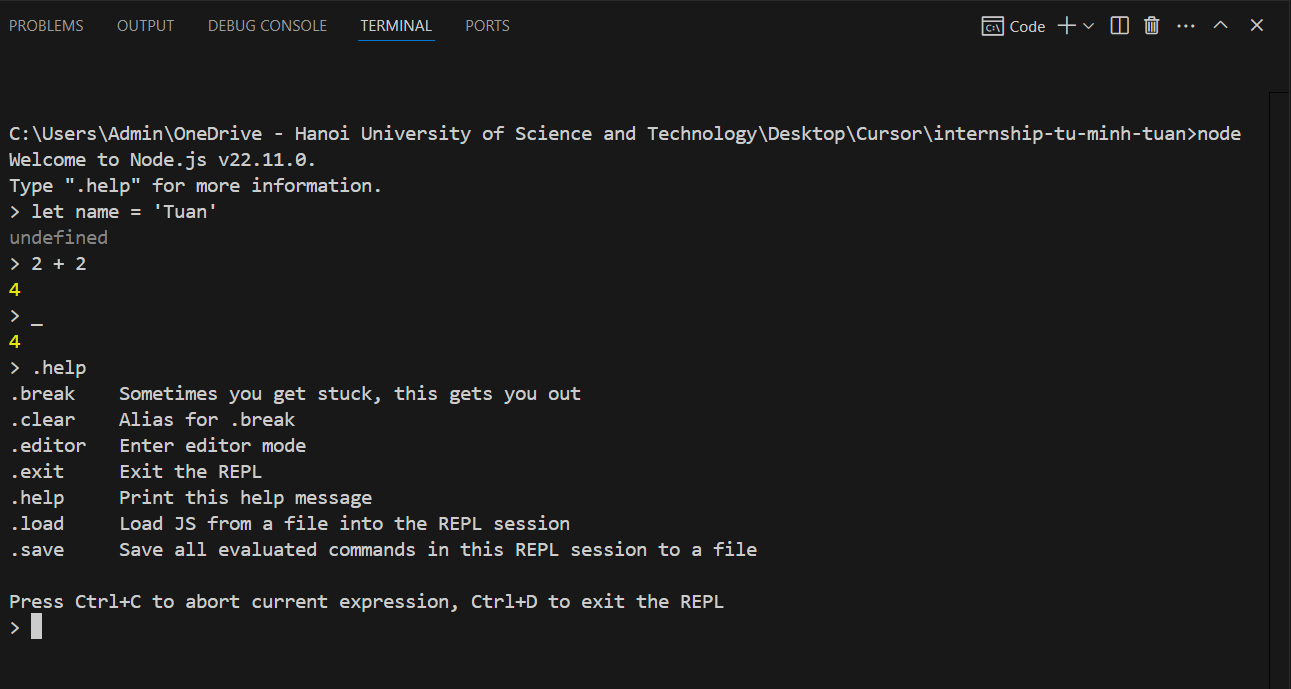 PROBLEMS OUTPUT DEBUG CONSOLE TERMINAL PORTS Code
C:\Users\Admin\OneDrive - Hanoi University of Science and Technology\Desktop\Cursor\internship-tu-minh-tuan>node
Welcome to Node.js v22.11.0.
Type ".help" for more information.
> let name = 'Tuan'
undefined
> 2 + 2
4
> _
4
> .help
.break    Sometimes you get stuck, this gets you out
.clear    Alias for .break
.editor   Enter editor mode
.exit     Exit the REPL
.help     Print this help message
.load     Load JS from a file into the REPL session
.save     Save all evaluated commands in this REPL session to a file
Press Ctrl+C to abort current expression, Ctrl+D to exit the REPL
>